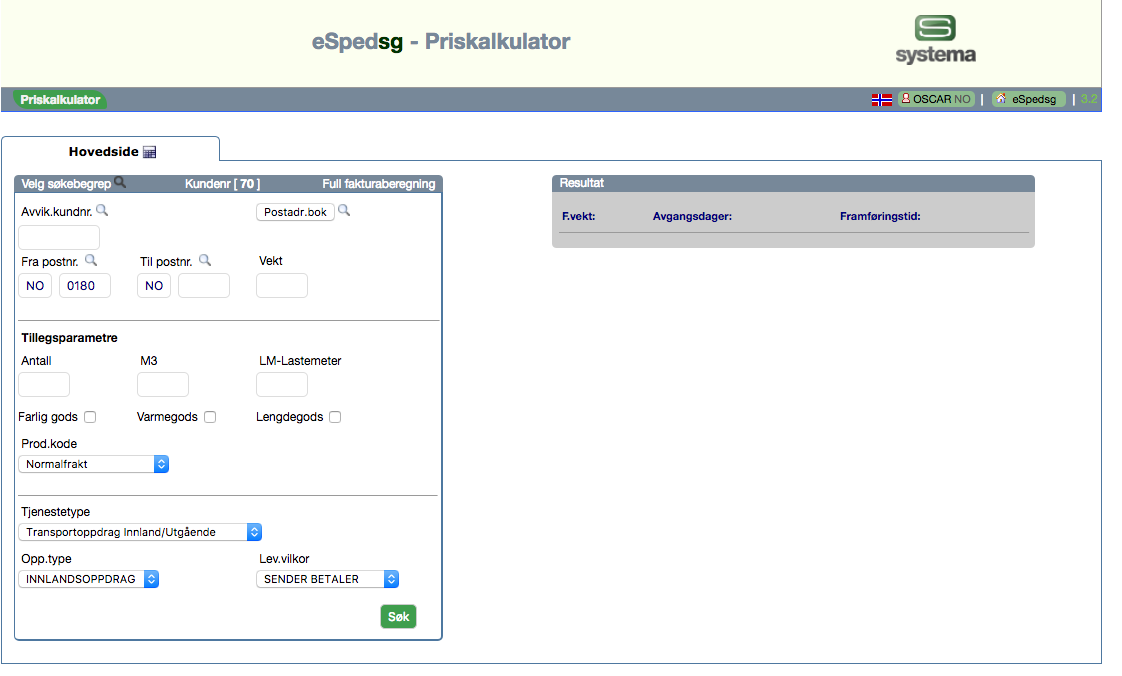 eSpedsg - Priskalkulator
systema
Priskalkulator
OSCAR NO | eSpedsg | 3.2.
Hovedside
Velg søkebegrep Kundenr [ 70 ] Full fakturaberegning
Resultat
Avvik.kundnr. Postadr.bok
F.vekt: Avgangsdager: Framføringstid:
Fra postnr. Til postnr. Vekt
NO 0180 NO
Tillegsparametre
Antall M3 LM-Lastemeter
Farlig gods Varmegods Lengdegods
Prod.kode
Normalfrakt
Tjenestetype
Transportoppdrag Innland/Utgående
Opp.type Lev.vilkor
INNLANDSOPPDRAG SENDER BETALER
Søk